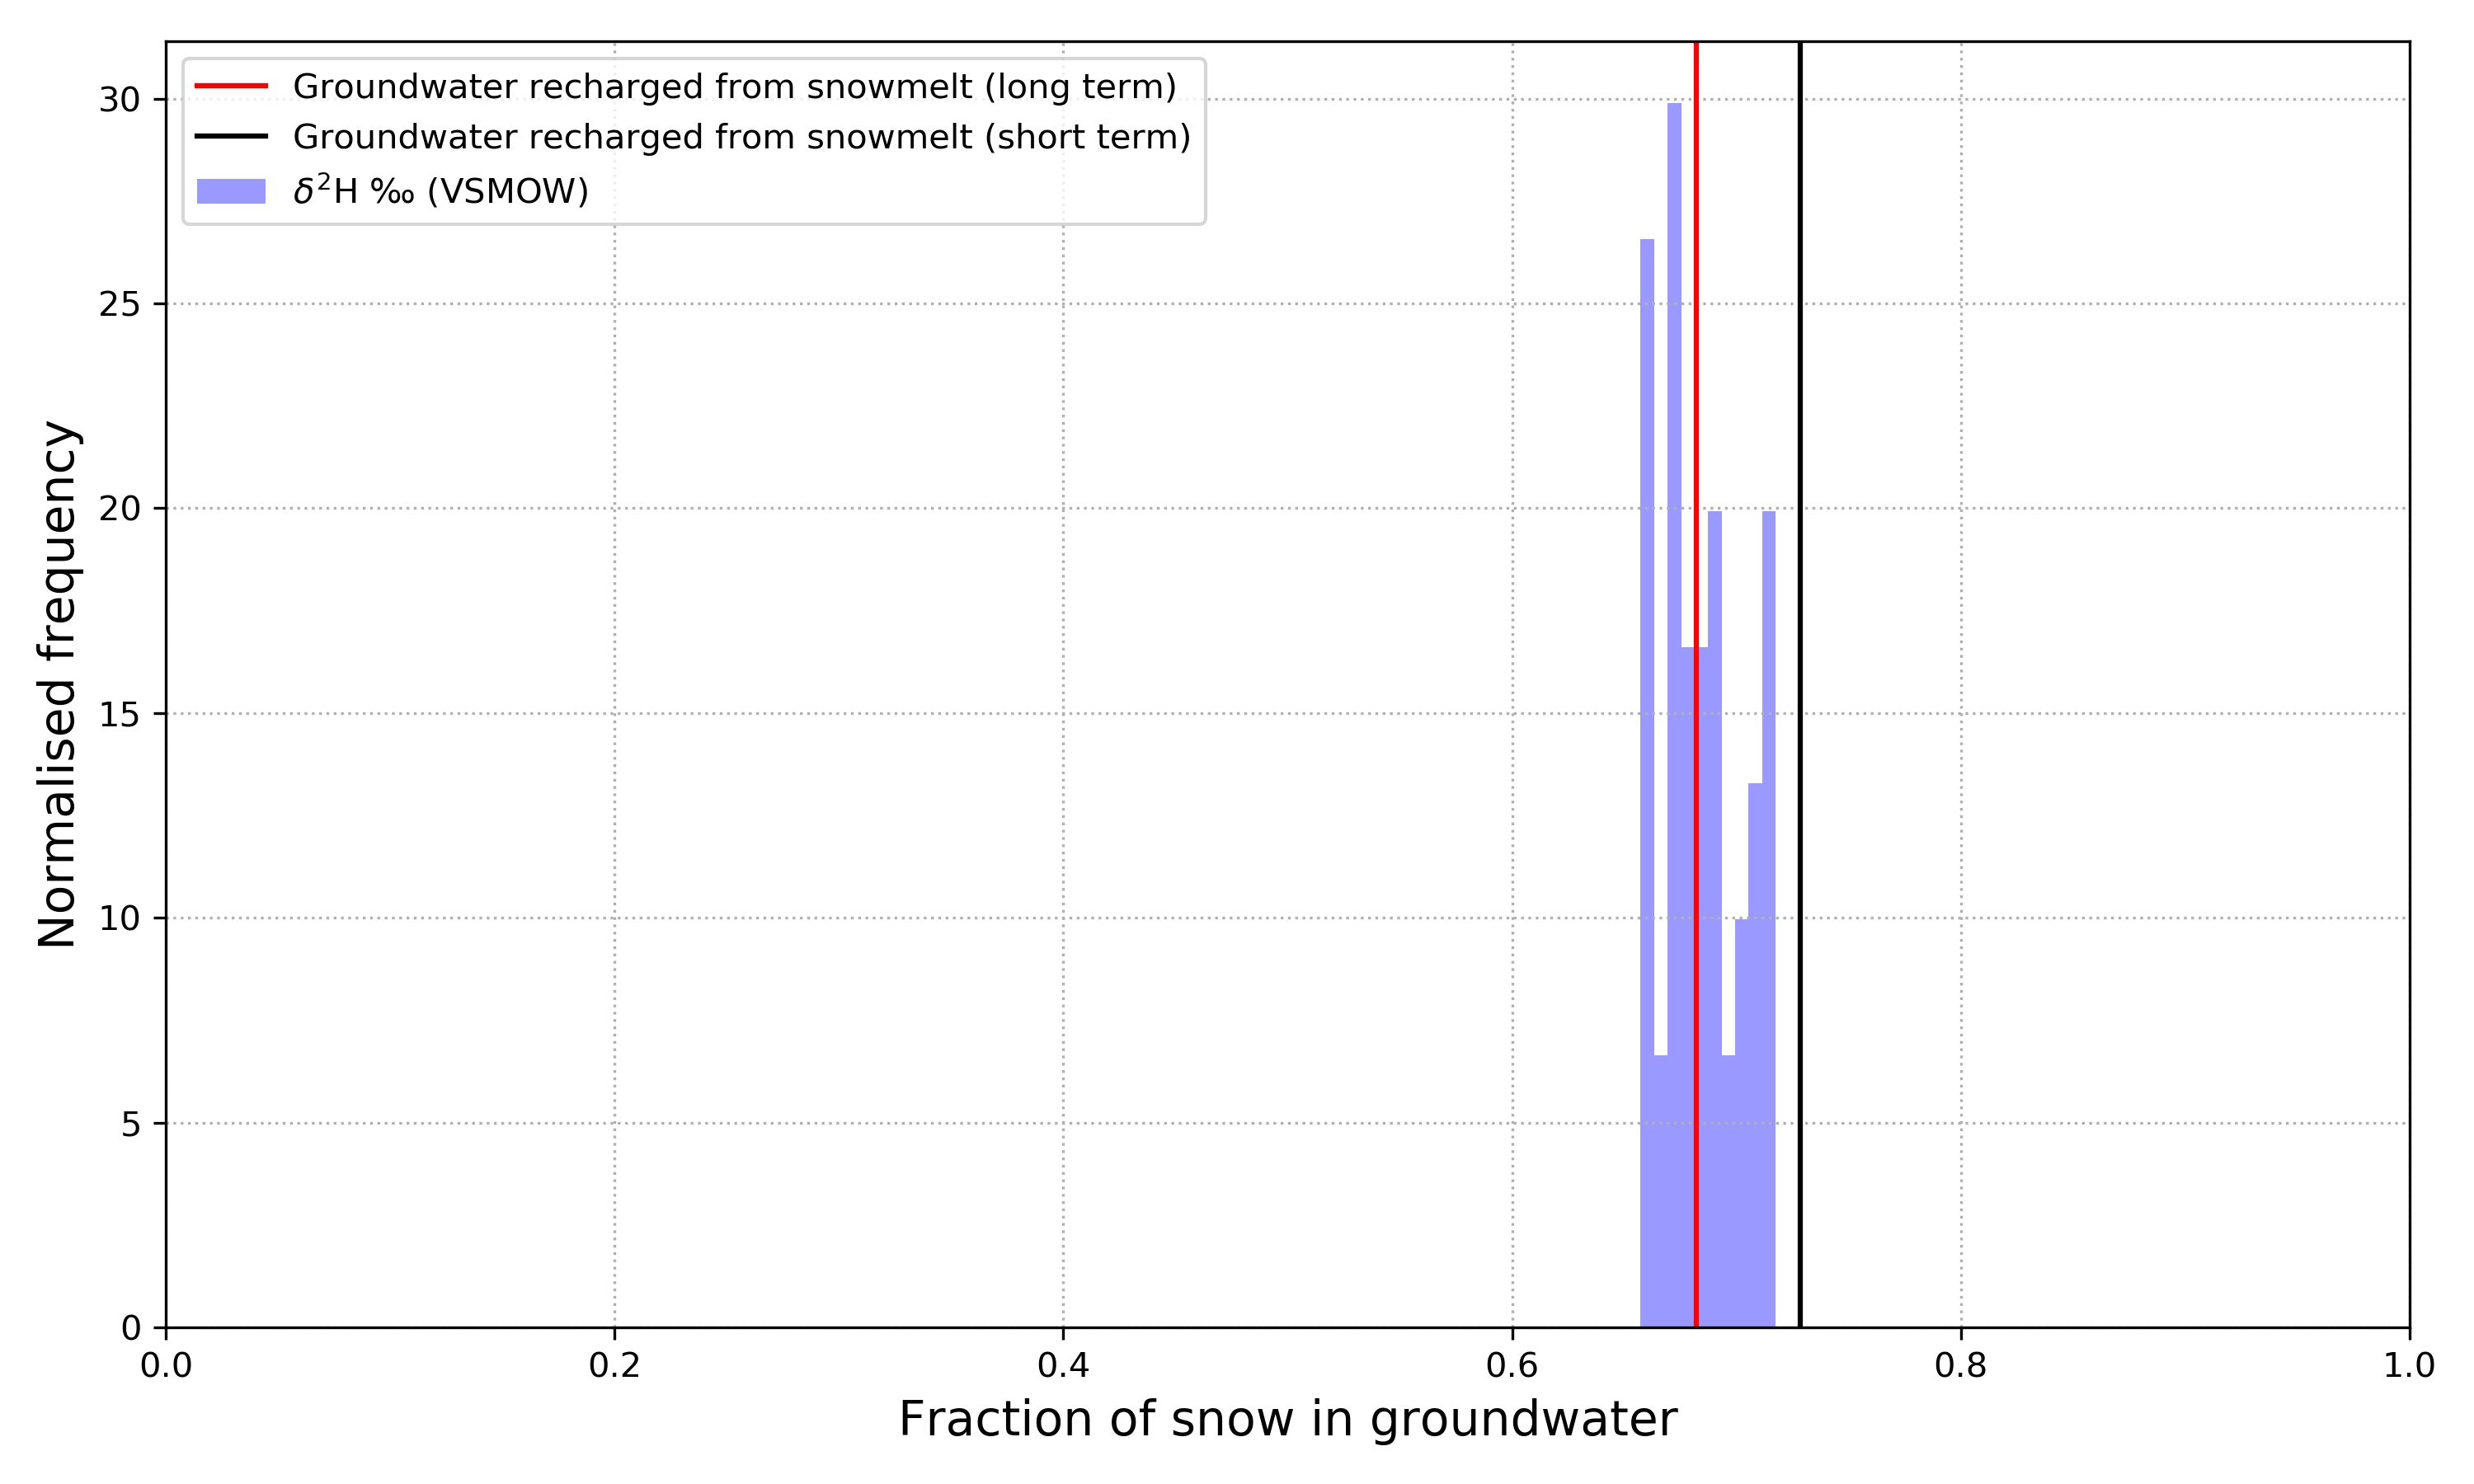 Groundwater recharged from snowmelt (long term)
Groundwater recharged from snowmelt (short term)
δ²H ‰ (VSMOW)
Normalised frequency
30
25
20
15
10
5
0
0.0 0.2 0.4 0.6 0.8 1.0
Fraction of snow in groundwater